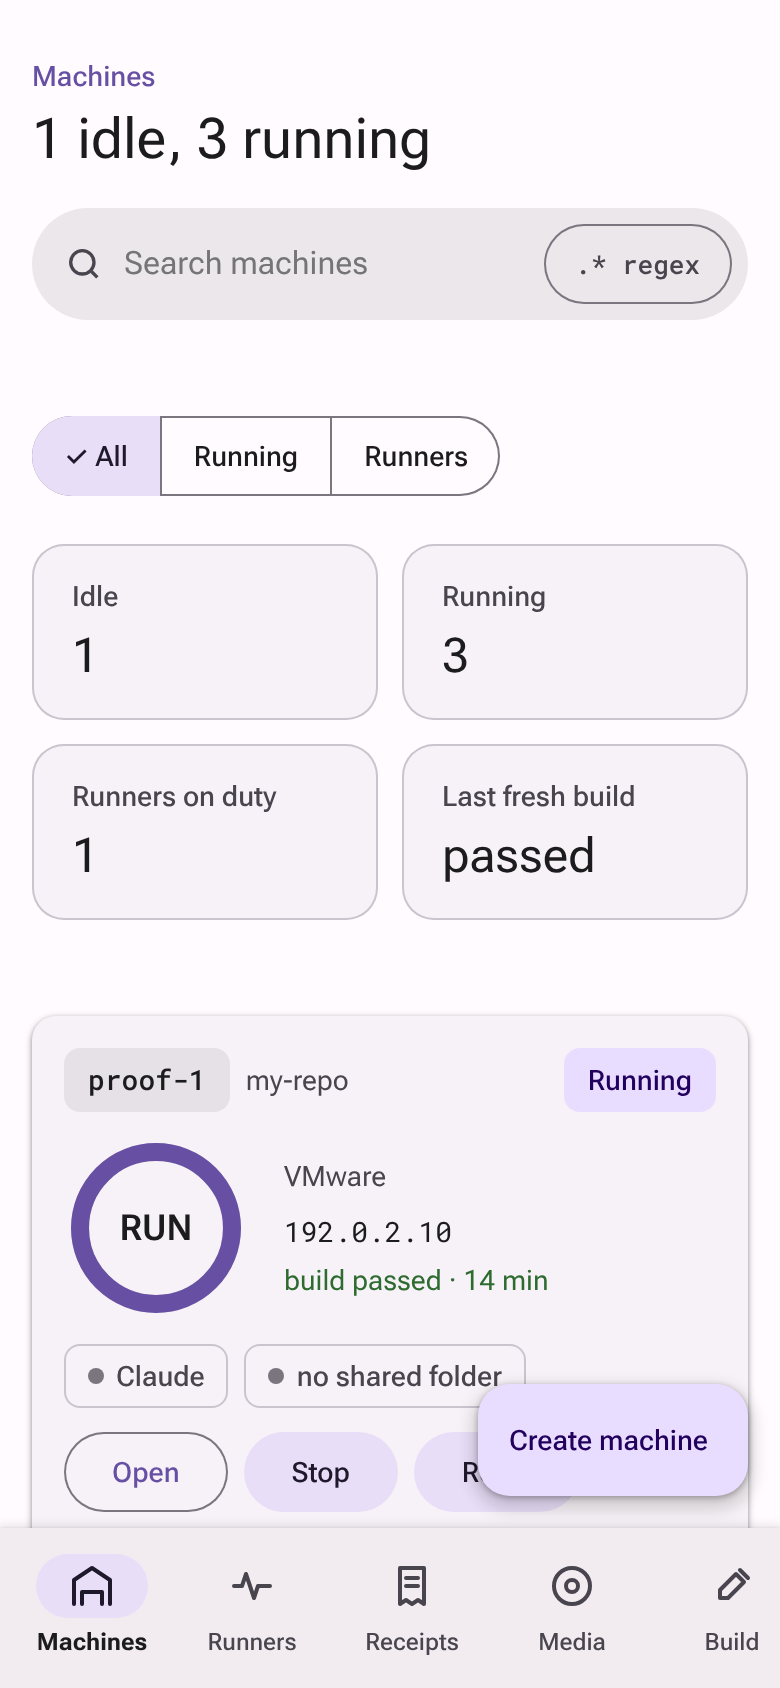 Machines
1 idle, 3 running
Search machines
.* regex
All
Running
Runners
Idle
1
Running
3
Runners on duty
1
Last fresh build
passed
proof-1
my-repo
Running
RUN
VMware
192.0.2.10
build passed · 14 min
Claude
no shared folder
Open
Stop
Create machine
Machines
Runners
Receipts
Media
Build